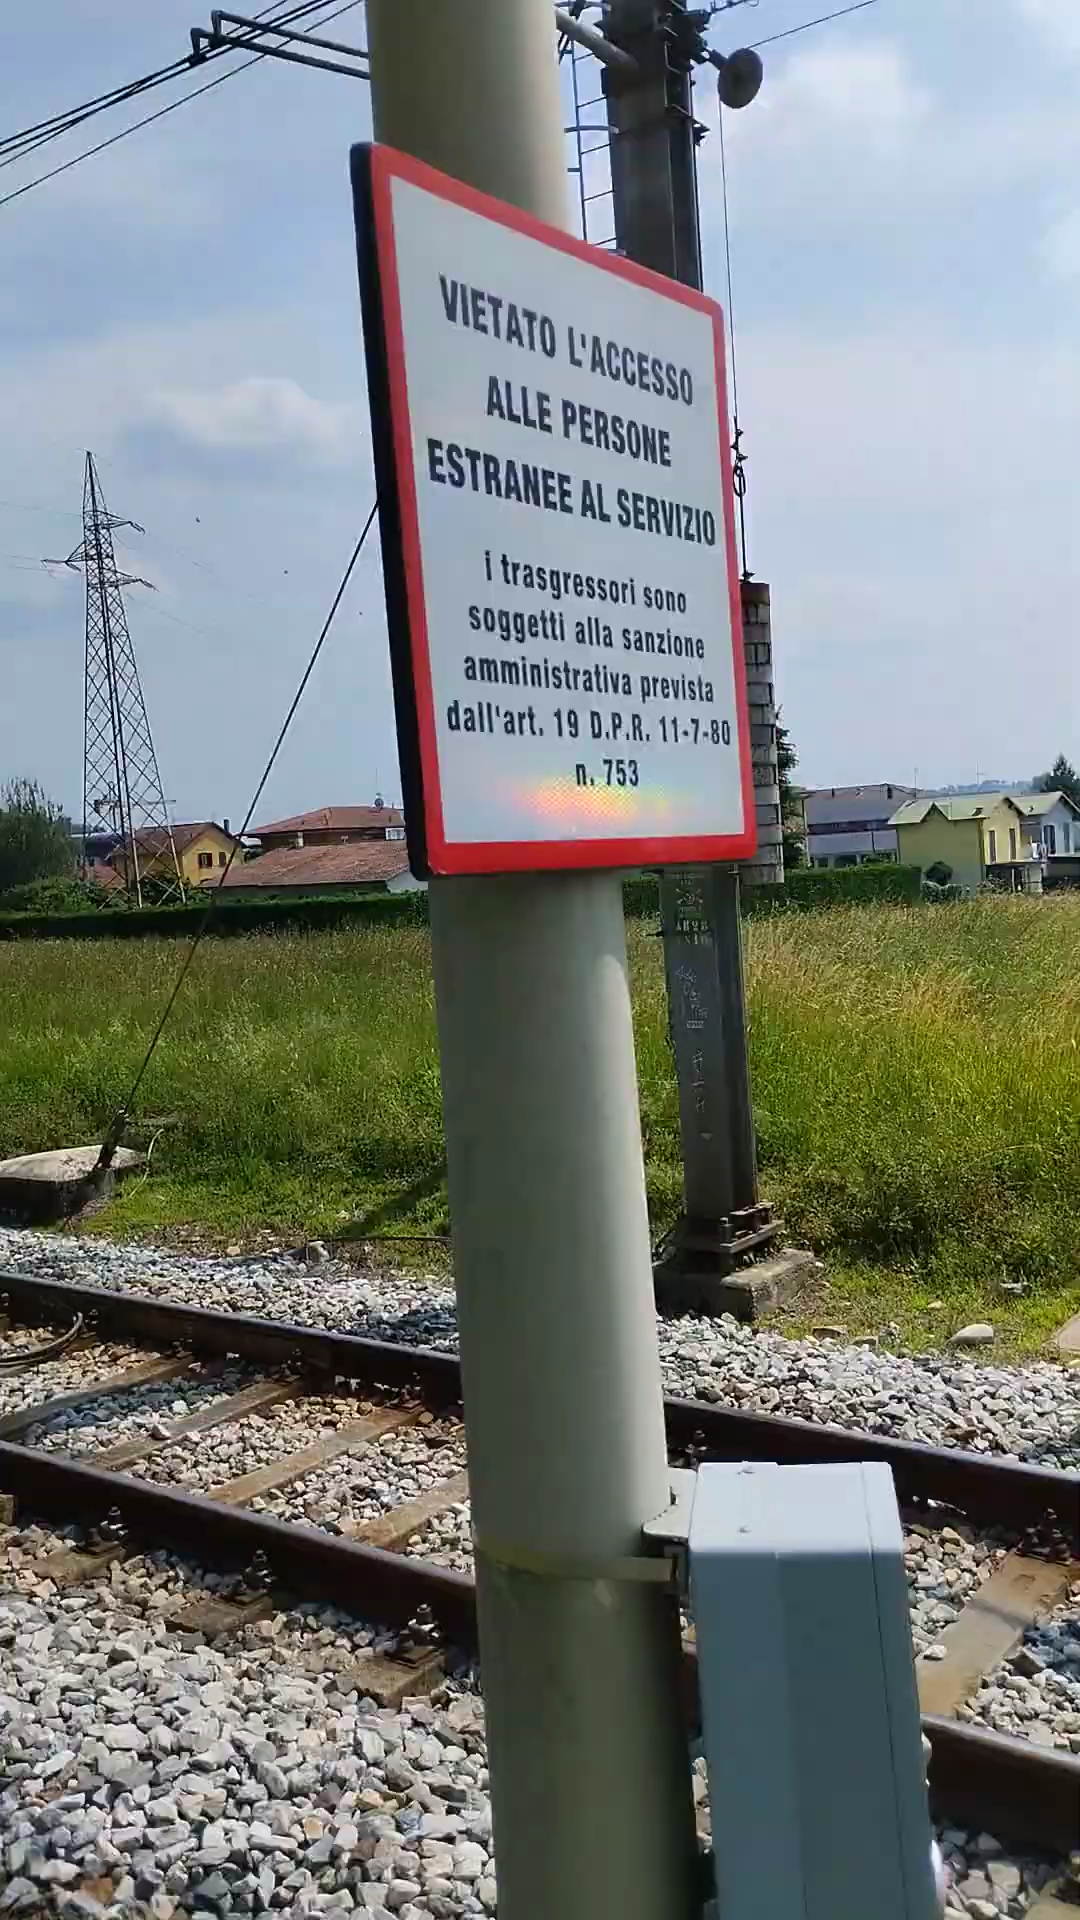 VIETATO L'ACCESSO
ALLE PERSONE
ESTRANEE AL SERVIZIO
i trasgressori sono
soggetti alla sanzione
amministrativa prevista
dall'art. 19 D.P.R. 11-7-80
n. 753